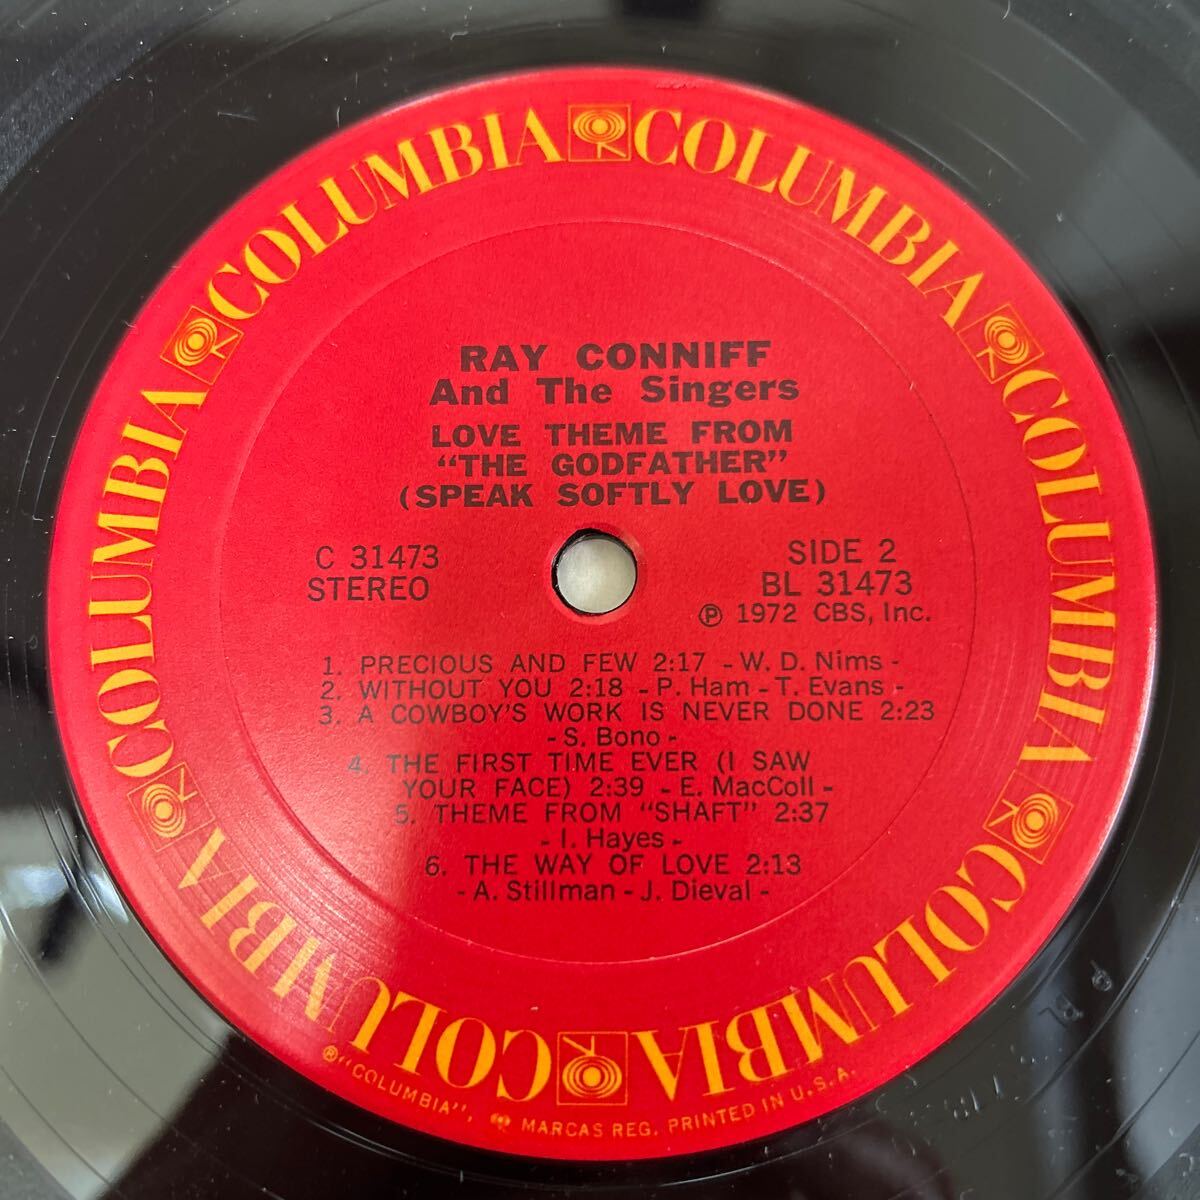 COLUMBIA COLUMBIA COLUMBIA COLUMBIA COLUMBIA COLUMBIA
RAY CONNIFF
And The Singers
LOVE THEME FROM
“THE GODFATHER”
(SPEAK SOFTLY LOVE)
C 31473
STEREO
SIDE 2
BL 31473
℗ 1972 CBS, Inc.
1. PRECIOUS AND FEW 2:17 - W. D. Nims -
2. WITHOUT YOU 2:18 - P. Ham - T. Evans -
3. A COWBOY'S WORK IS NEVER DONE 2:23
- S. Bono -
4. THE FIRST TIME EVER (I SAW
YOUR FACE) 2:39 - E. MacColl -
5. THEME FROM “SHAFT” 2:37
- I. Hayes -
6. THE WAY OF LOVE 2:13
- A. Stillman - J. Dieval -
®“COLUMBIA”, MARCAS REG. PRINTED IN U.S.A.